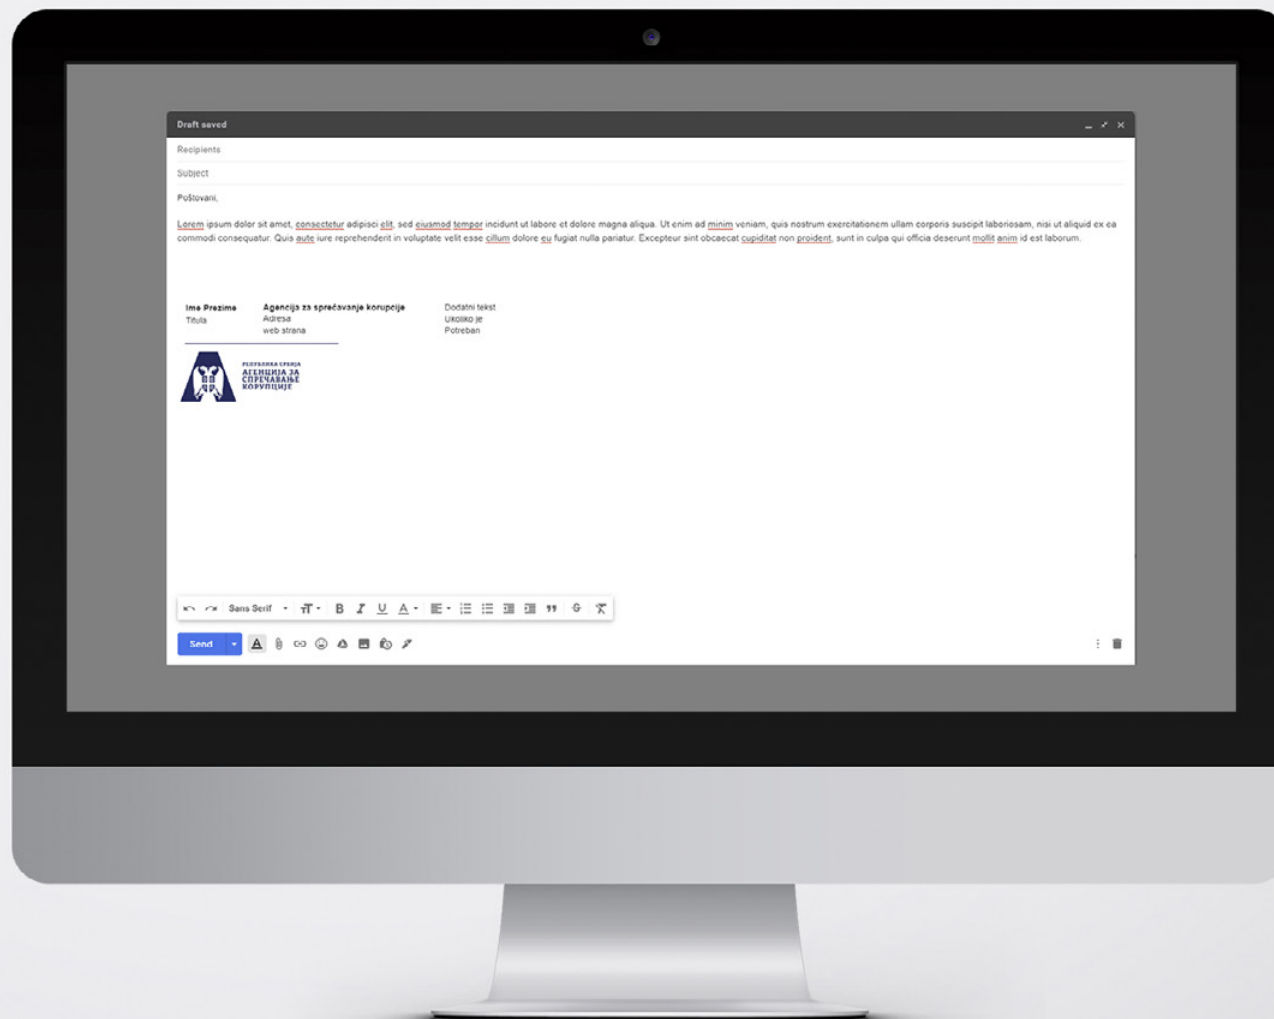 Draft saved
Recipients
Subject
Poštovani,
Lorem ipsum dolor sit amet, consectetur adipisci elit, sed eiusmod tempor incidunt ut labore et dolore magna aliqua. Ut enim ad minim veniam, quis nostrum exercitationem ullam corporis suscipit laboriosam, nisi ut aliquid ex ea
commodi consequatur. Quis aute iure reprehenderit in voluptate velit esse cillum dolore eu fugiat nulla pariatur. Excepteur sint obcaecat cupiditat non proident, sunt in culpa qui officia deserunt mollit anim id est laborum.
Ime Prezime
Titula
Agencija za sprečavanje korupcije
Adresa
web strana
Dodatni tekst
Ukoliko je
Potreban
РЕПУБЛИКА СРБИЈА
АГЕНЦИЈА ЗА
СПРЕЧАВАЊЕ
КОРУПЦИЈЕ
Sans Serif
Send